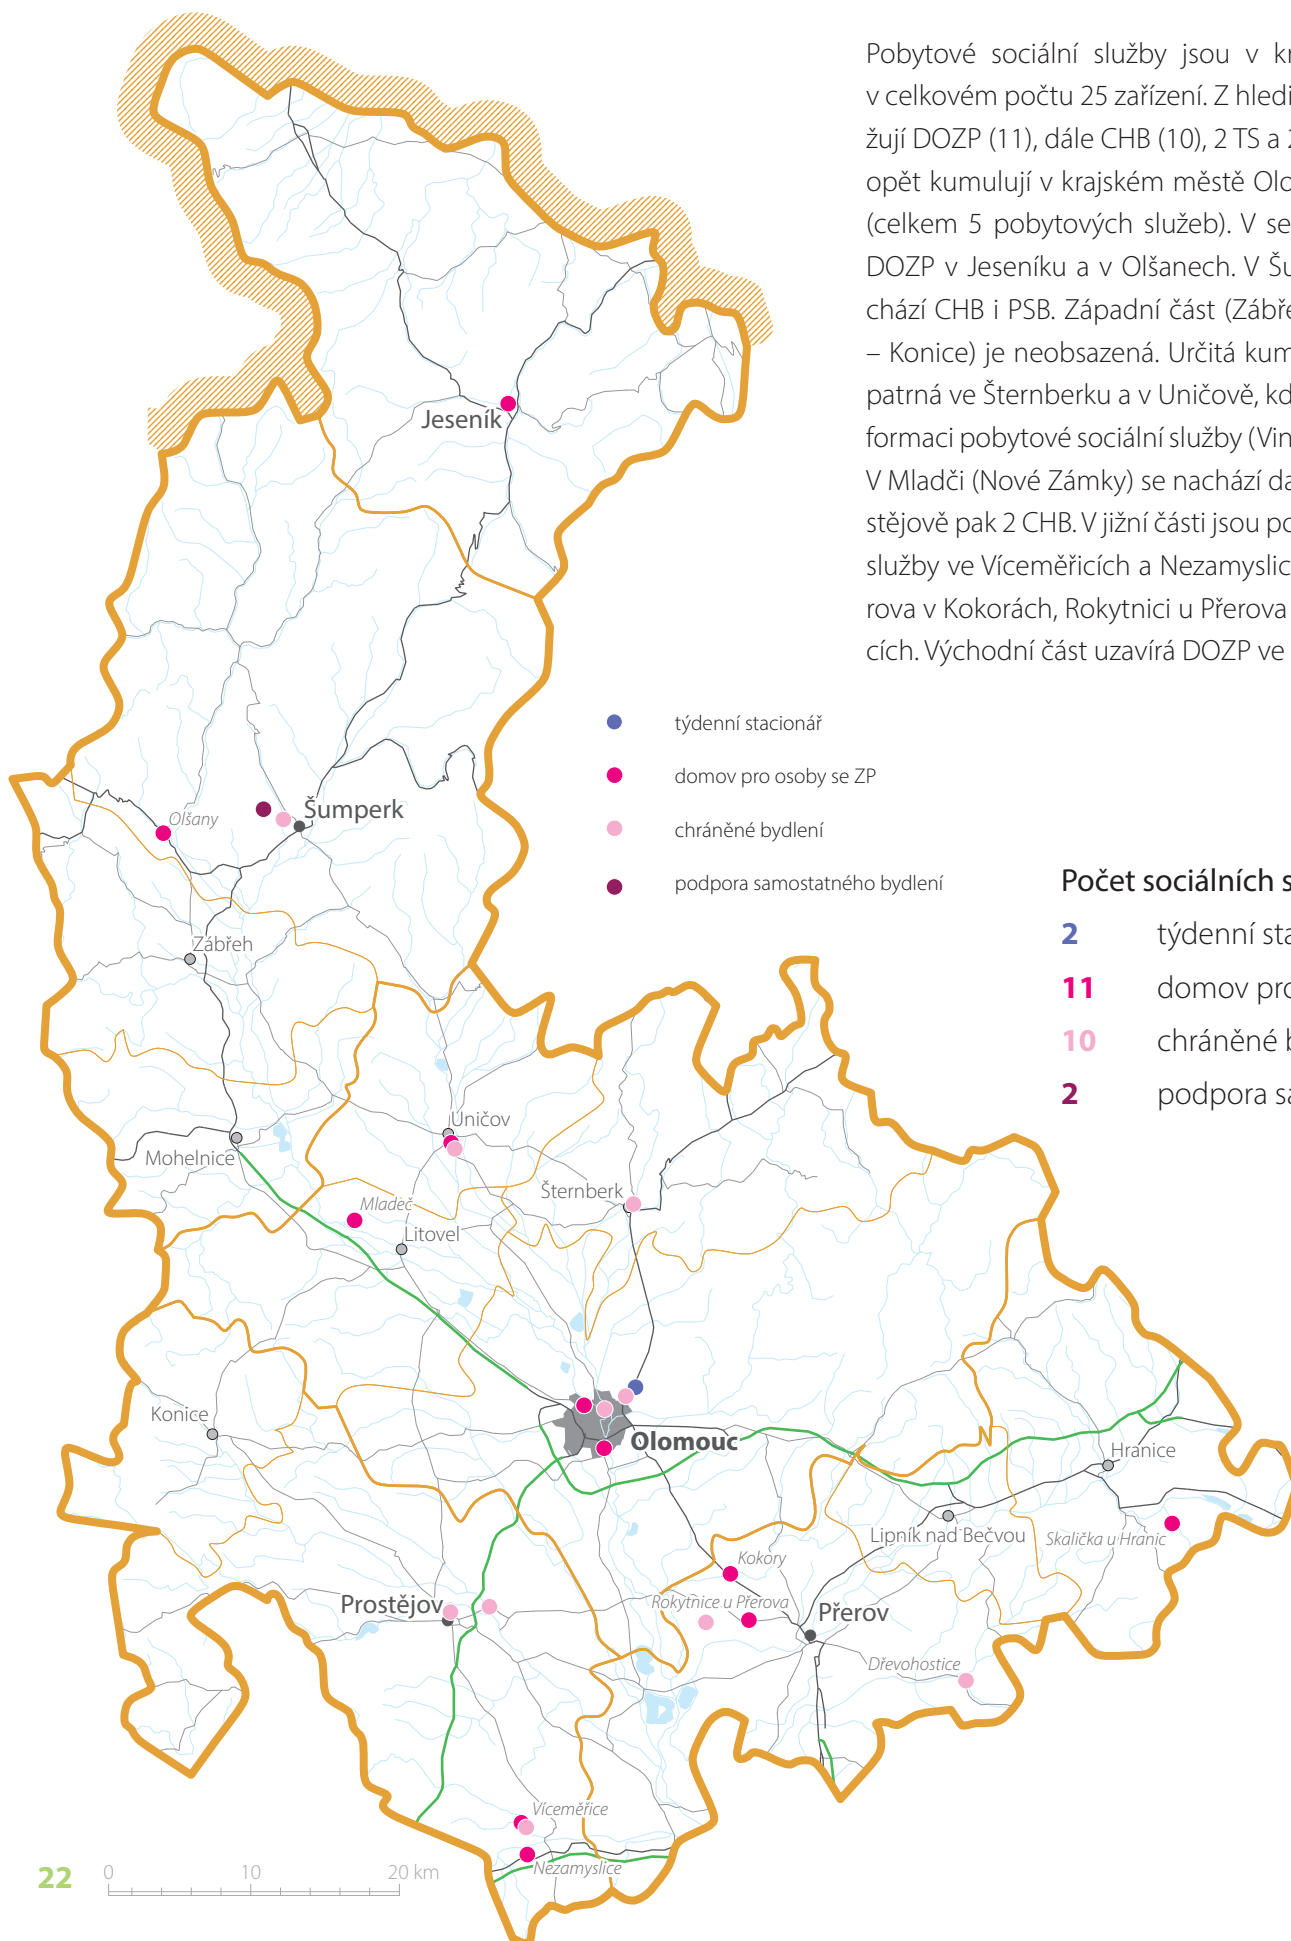 Pobytové sociální služby jsou v kr
v celkovém počtu 25 zařízení. Z hledi
žují DOZP (11), dále CHB (10), 2 TS a 2
opět kumulují v krajském městě Olo
(celkem 5 pobytových služeb). V se
DOZP v Jeseníku a v Olšanech. V Šu
chází CHB i PSB. Západní část (Zábře
– Konice) je neobsazená. Určitá kum
patrná ve Šternberku a v Uničově, kd
formaci pobytové sociální služby (Vin
V Mladči (Nové Zámky) se nachází da
stějově pak 2 CHB. V jižní části jsou po
služby ve Víceměřicích a Nezamyslic
rova v Kokorách, Rokytnici u Přerova
cích. Východní část uzavírá DOZP ve
Jeseník
týdenní stacionář
domov pro osoby se ZP
chráněné bydlení
podpora samostatného bydlení
Olšany
Šumperk
Počet sociálních s
2 týdenní sta
11 domov pro
10 chráněné b
2 podpora sa
Zábřeh
Uničov
Mohelnice
Šternberk
Mladeč
Litovel
Konice
Olomouc
Hranice
Lipník nad Bečvou
Skalička u Hranic
Kokory
Prostějov
Rokytnice u Přerova
Přerov
Dřevohostice
Víceměřice
Nezamyslice
22
0 10 20 km